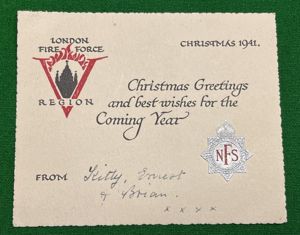 LONDON
FIRE FORCE
REGION
CHRISTMAS 1941.
Christmas Greetings
and best wishes for the
Coming Year
NFS
FROM Kitty, Ernest
& Brian.
x x x x